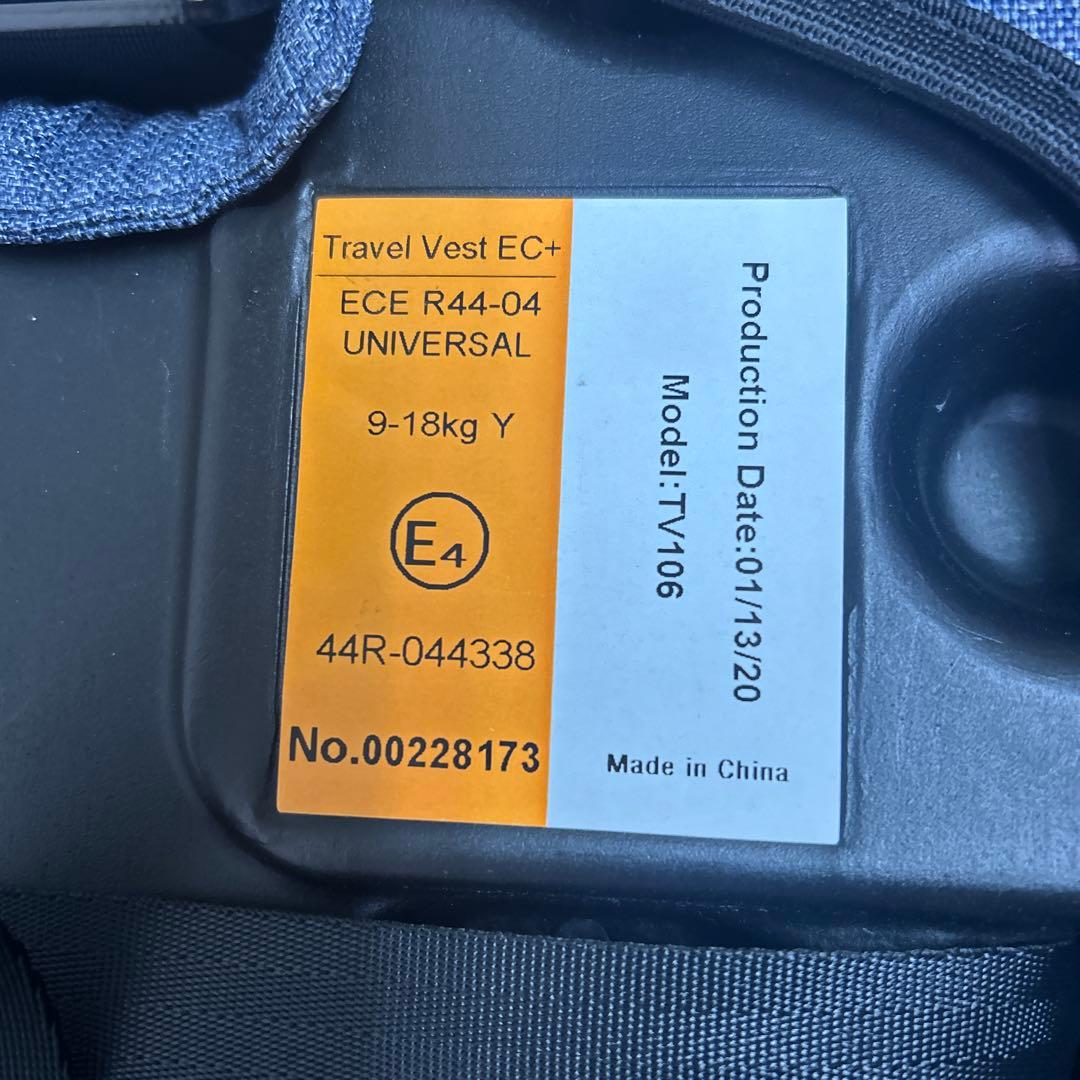 Travel Vest EC+
ECE R44-04
UNIVERSAL
9-18kg Y
E4
44R-044338
No.00228173
Production Date:01/13/20
Model:TV106
Made in China